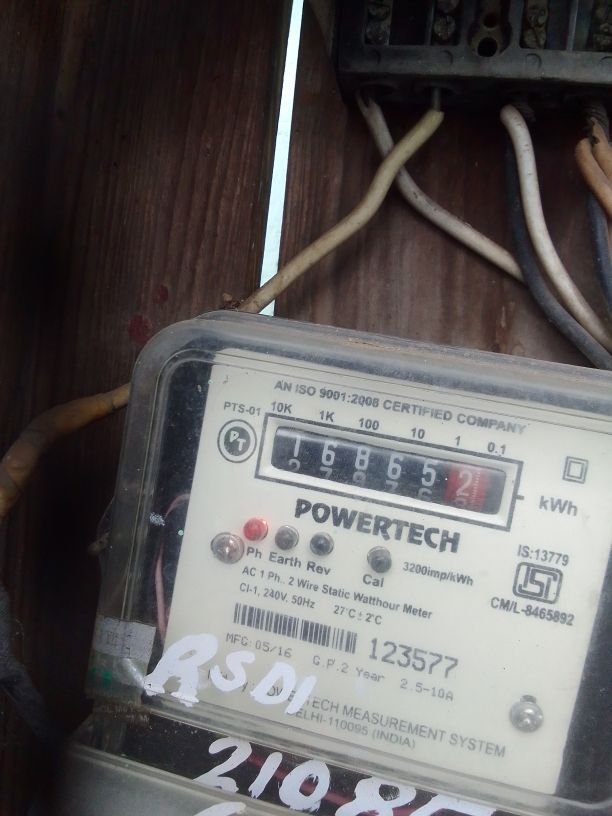 AN ISO 9001:2008 CERTIFIED COMPANY
PTS-01
10K 1K 100 10 1 0.1
PT
1 6 8 6 5 2
kWh
POWERTECH
Ph Earth Rev Cal 3200imp/kWh
IS:13779
ISI
CM/L-8465892
AC 1 Ph., 2 Wire Static Watthour Meter
Cl-1, 240V, 50Hz 27°C ± 2°C
MFG:05/16 G.P.2 Year
123577
2.5-10A
RSDI
POWERTECH MEASUREMENT SYSTEM
DELHI-110095 (INDIA)
2108